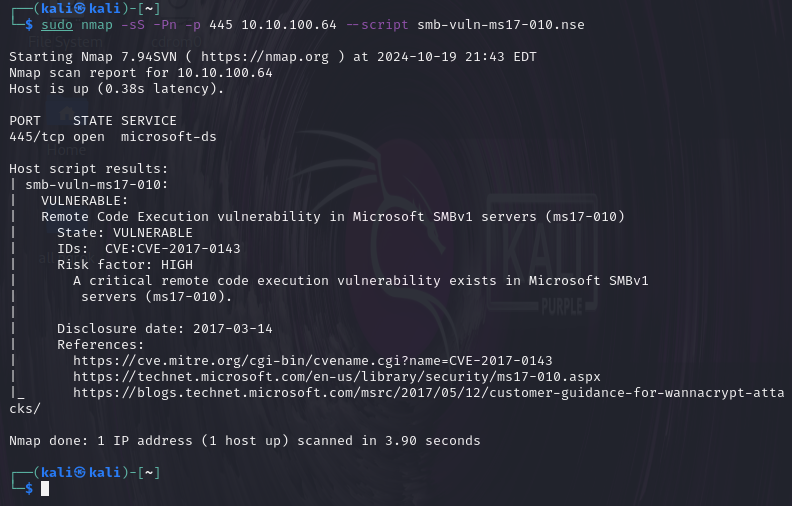 ┌──(kali㉿kali)-[~]
└─$ sudo nmap -sS -Pn -p 445 10.10.100.64 --script smb-vuln-ms17-010.nse
Starting Nmap 7.94SVN ( https://nmap.org ) at 2024-10-19 21:43 EDT
Nmap scan report for 10.10.100.64
Host is up (0.38s latency).
PORT    STATE SERVICE
445/tcp open  microsoft-ds
Host script results:
| smb-vuln-ms17-010:
|   VULNERABLE:
|   Remote Code Execution vulnerability in Microsoft SMBv1 servers (ms17-010)
|     State: VULNERABLE
|     IDs:  CVE:CVE-2017-0143
|     Risk factor: HIGH
|       A critical remote code execution vulnerability exists in Microsoft SMBv1
|        servers (ms17-010).
|
|     Disclosure date: 2017-03-14
|     References:
|       https://cve.mitre.org/cgi-bin/cvename.cgi?name=CVE-2017-0143
|       https://technet.microsoft.com/en-us/library/security/ms17-010.aspx
|_      https://blogs.technet.microsoft.com/msrc/2017/05/12/customer-guidance-for-wannacrypt-atta
cks/
Nmap done: 1 IP address (1 host up) scanned in 3.90 seconds
┌──(kali㉿kali)-[~]
└─$
File System
Home
KALI
PURPLE